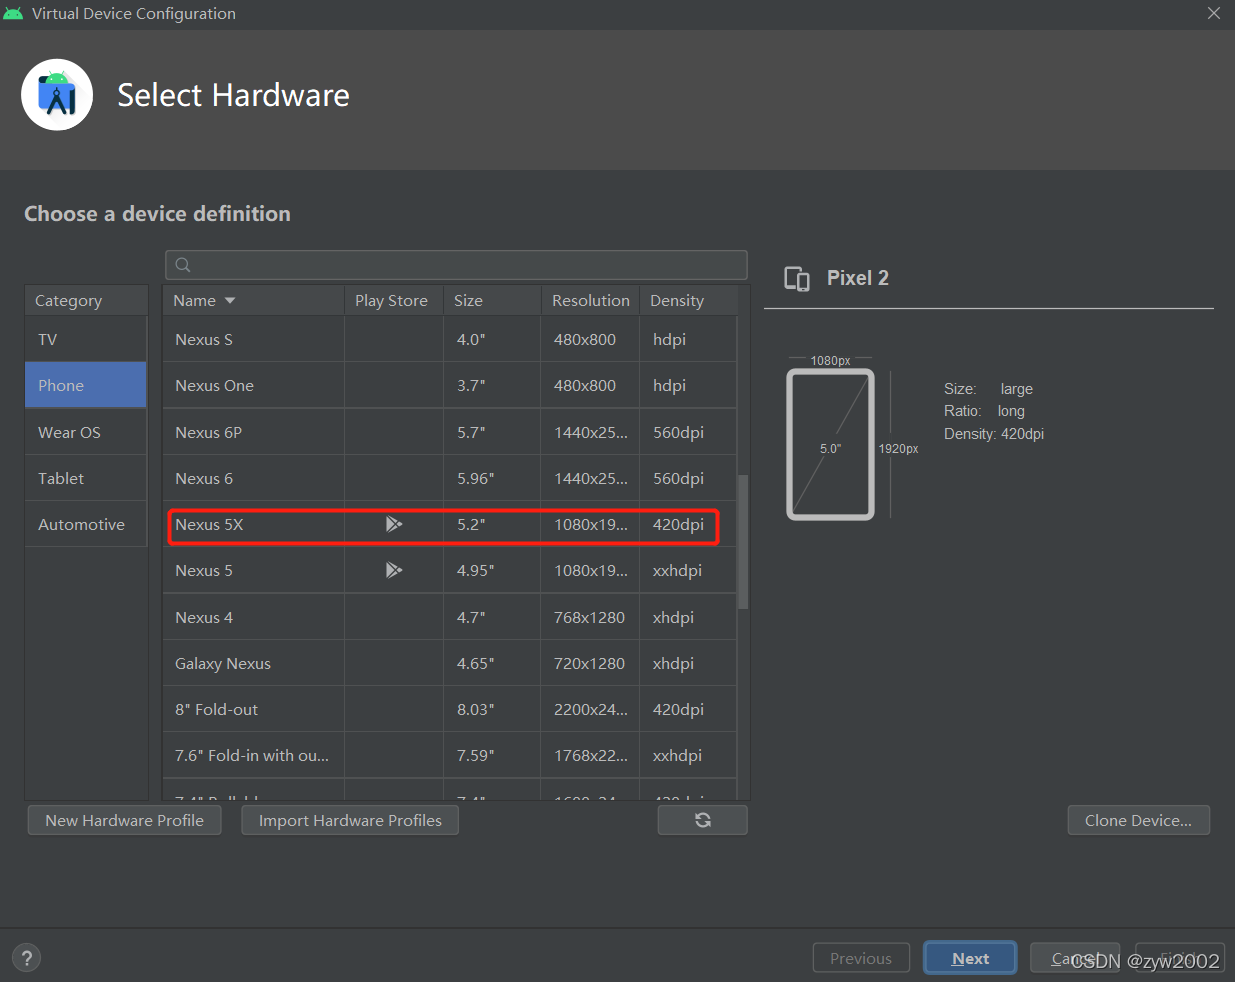 Virtual Device Configuration
Select Hardware
Choose a device definition
Category
TV
Phone
Wear OS
Tablet
Automotive
Name Play Store Size Resolution Density
Nexus S 4.0" 480x800 hdpi
Nexus One 3.7" 480x800 hdpi
Nexus 6P 5.7" 1440x25... 560dpi
Nexus 6 5.96" 1440x25... 560dpi
Nexus 5X 5.2" 1080x19... 420dpi
Nexus 5 4.95" 1080x19... xxhdpi
Nexus 4 4.7" 768x1280 xhdpi
Galaxy Nexus 4.65" 720x1280 xhdpi
8" Fold-out 8.03" 2200x24... 420dpi
7.6" Fold-in with ou... 7.59" 1768x22... xxhdpi
Pixel 2
1080px
5.0"
1920px
Size: large
Ratio: long
Density: 420dpi
New Hardware Profile
Import Hardware Profiles
Clone Device...
?
Previous
Next
Cancel
CSDN @zyw2002